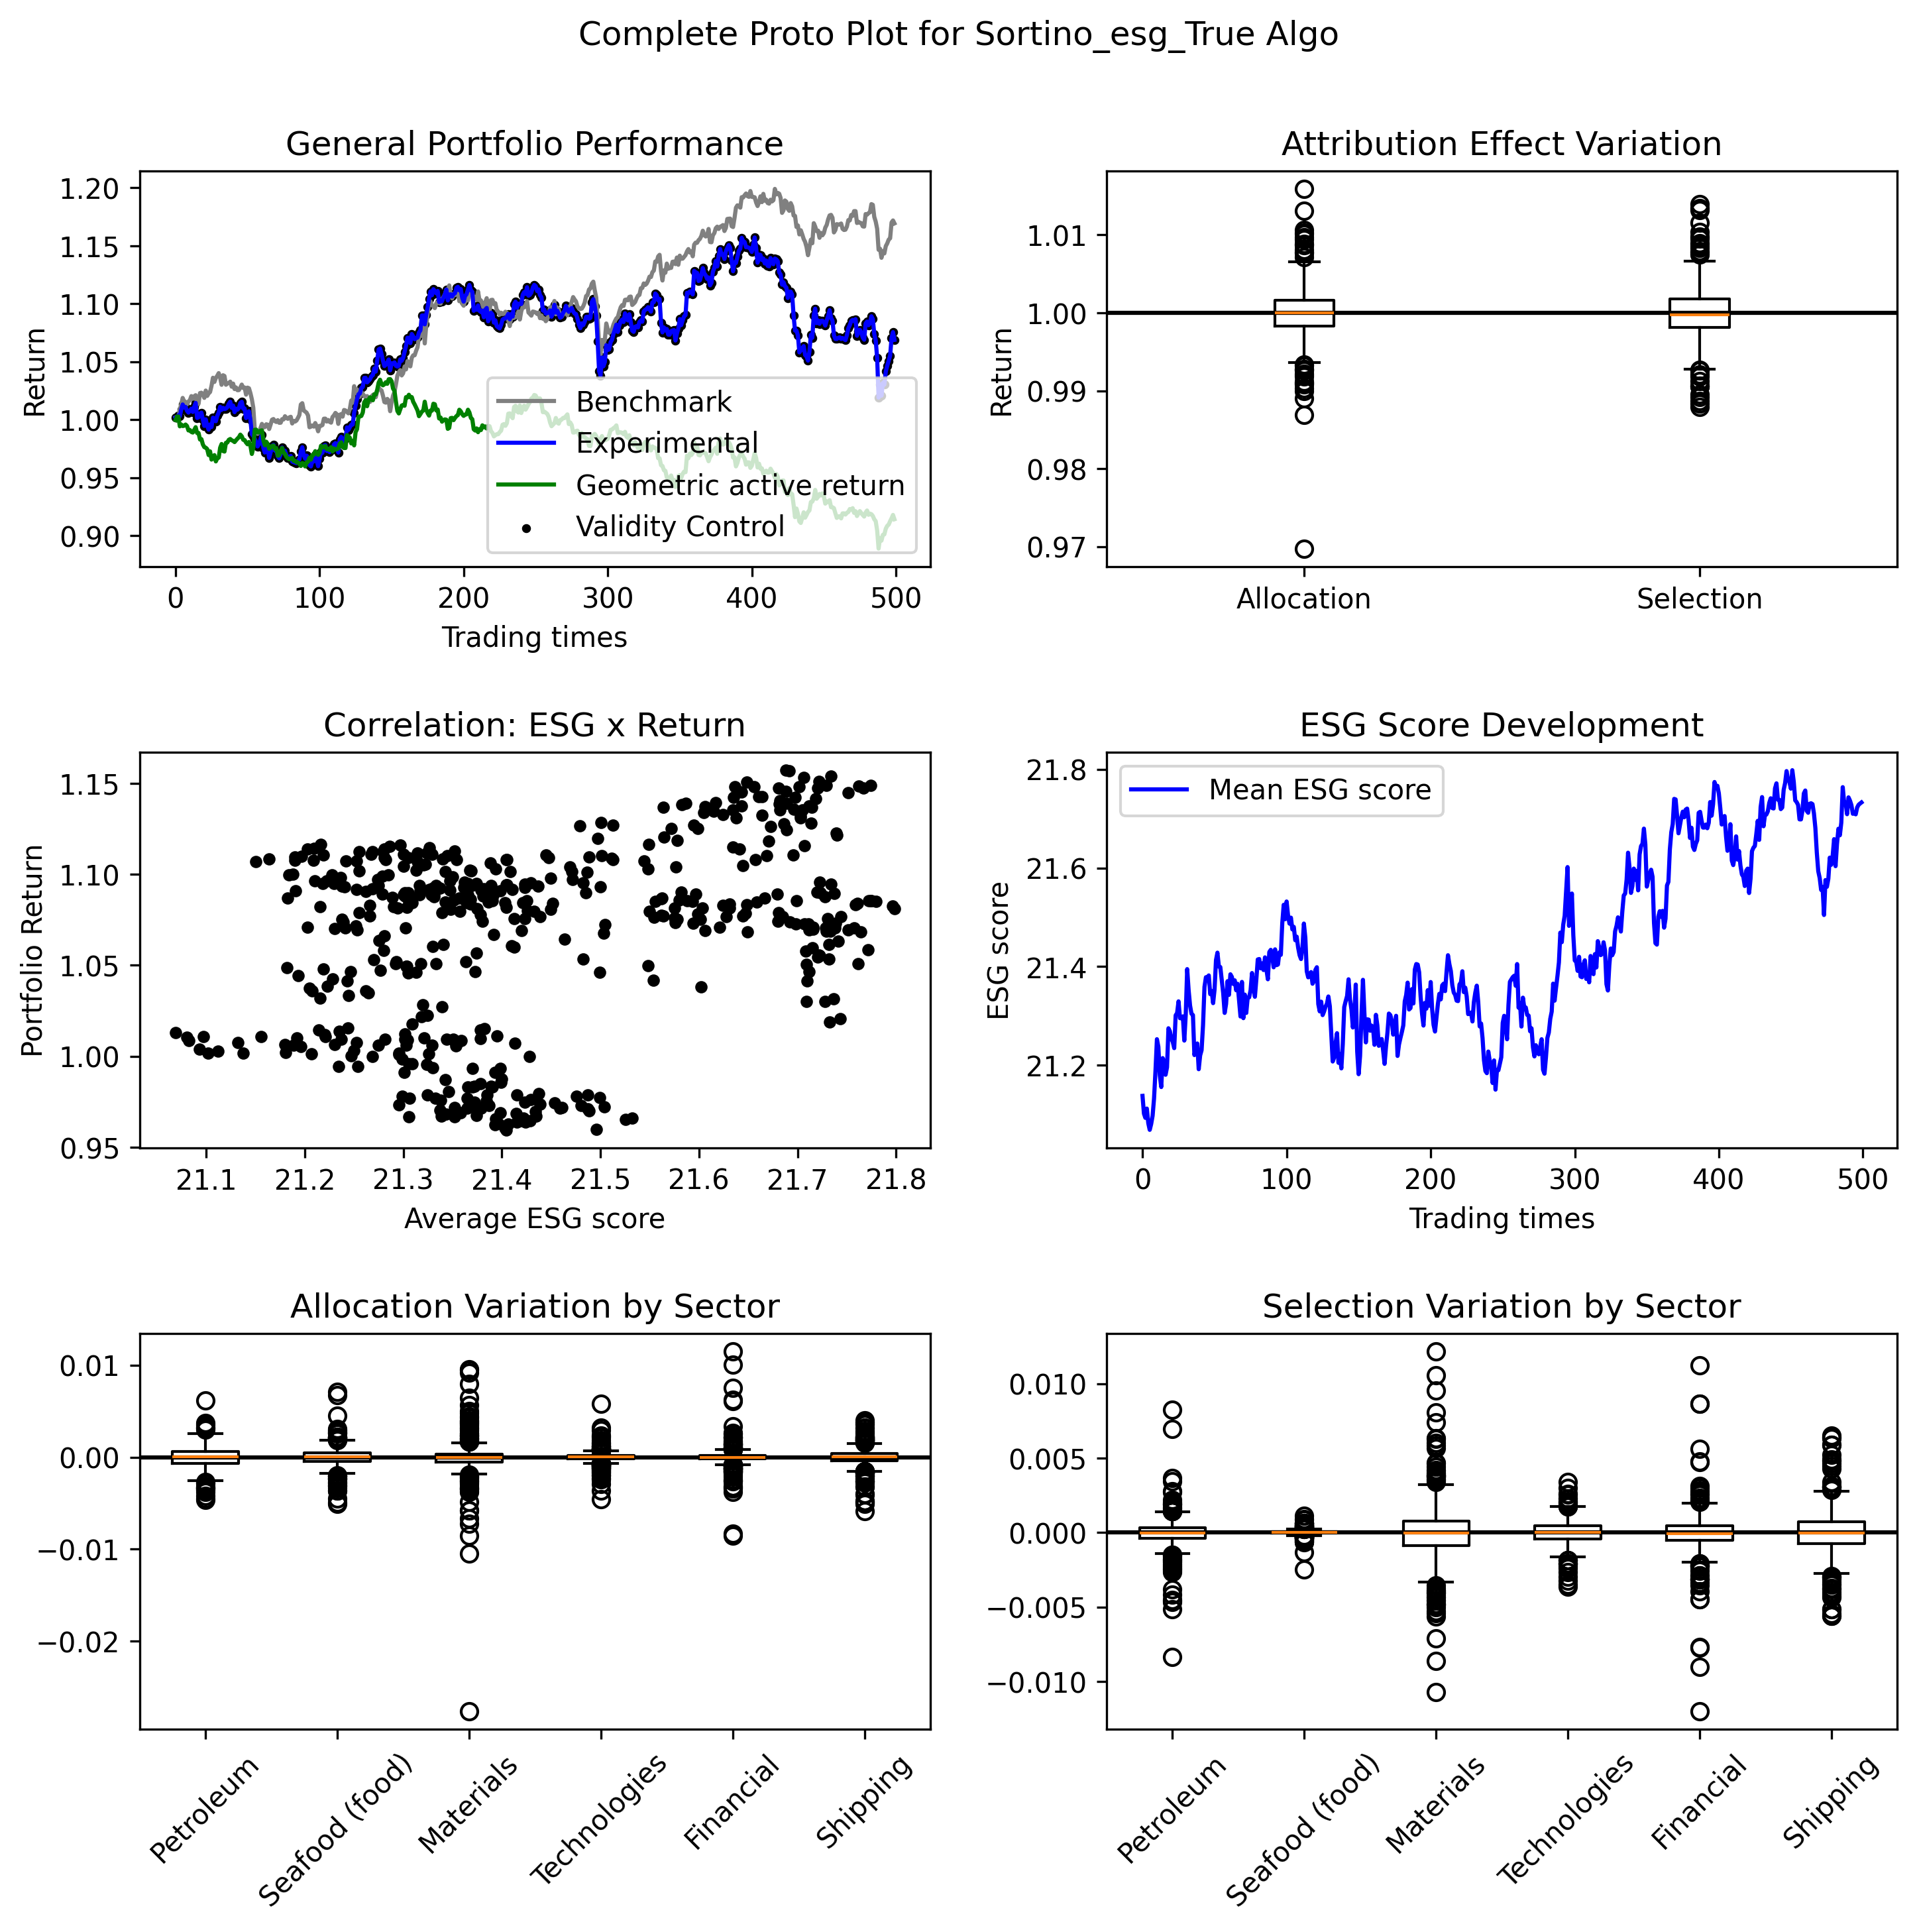 Complete Proto Plot for Sortino_esg_True Algo
General Portfolio Performance
1.20
1.15
1.10
1.05
1.00
0.95
0.90
Return
Benchmark
Experimental
Geometric active return
Validity Control
0 100 200 300 400 500
Trading times
Attribution Effect Variation
1.01
1.00
0.99
0.98
0.97
Return
Allocation Selection
Correlation: ESG x Return
1.15
1.10
1.05
1.00
0.95
Portfolio Return
21.1 21.2 21.3 21.4 21.5 21.6 21.7 21.8
Average ESG score
ESG Score Development
21.8
21.6
21.4
21.2
ESG score
Mean ESG score
0 100 200 300 400 500
Trading times
Allocation Variation by Sector
0.01
0.00
−0.01
−0.02
Petroleum
Seafood (food)
Materials
Technologies
Financial
Shipping
Selection Variation by Sector
0.010
0.005
0.000
−0.005
−0.010
Petroleum
Seafood (food)
Materials
Technologies
Financial
Shipping